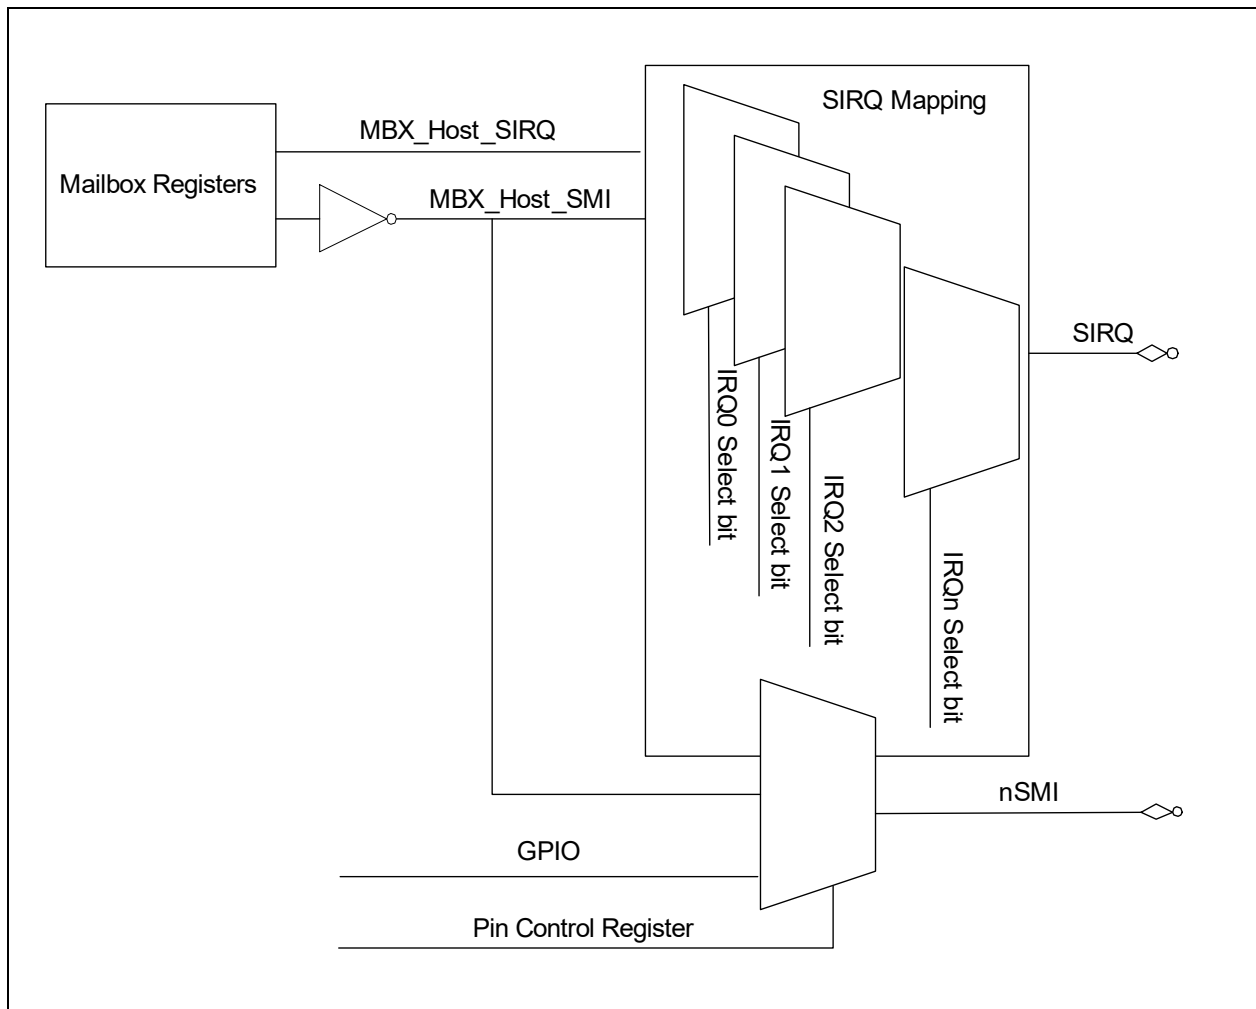 SIRQ Mapping
MBX_Host_SIRQ
Mailbox Registers
MBX_Host_SMI
SIRQ
IRQ0 Select bit
IRQ1 Select bit
IRQ2 Select bit
IRQn Select bit
nSMI
GPIO
Pin Control Register